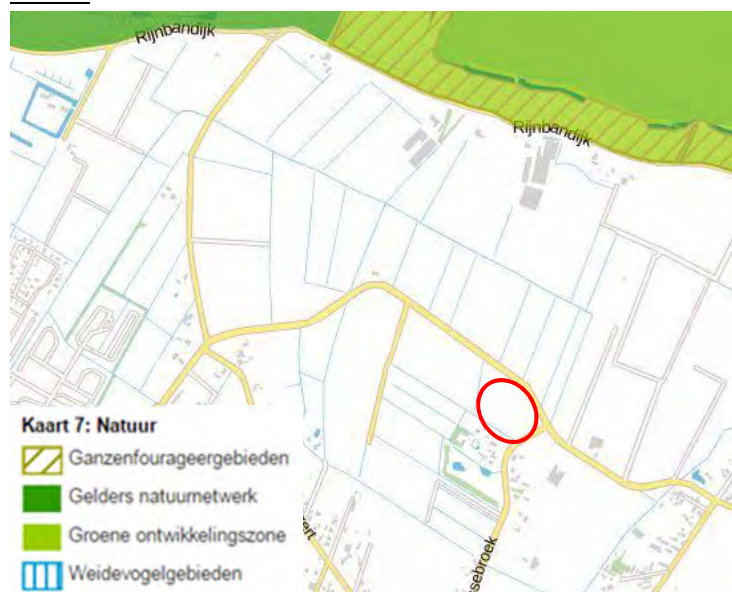 Rijnbandijk
Rijnbandijk
Kaart 7: Natuur
Ganzenfourageergebieden
Gelders natuurnetwerk
Groene ontwikkelingszone
Weidevogelgebieden
sebroek